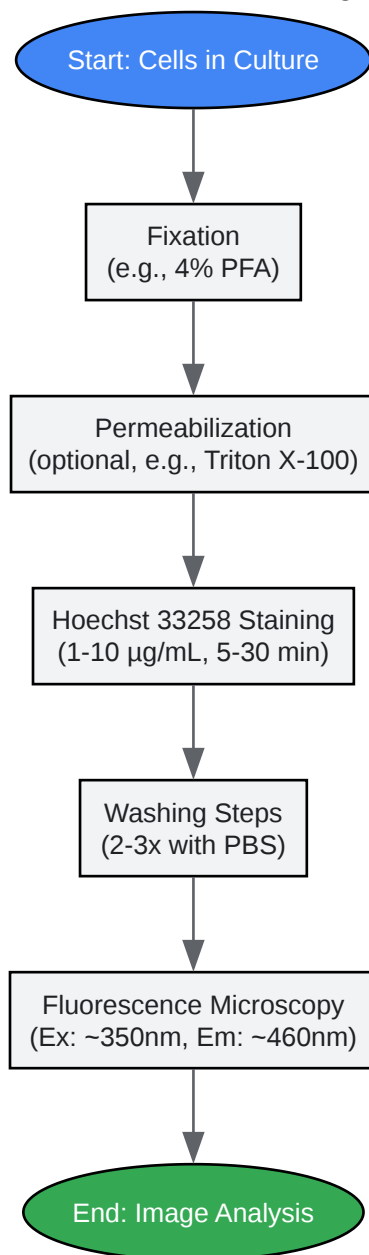 Start: Cells in Culture
Fixation
(e.g., 4% PFA)
Permeabilization
(optional, e.g., Triton X-100)
Hoechst 33258 Staining
(1-10 µg/mL, 5-30 min)
Washing Steps
(2-3x with PBS)
Fluorescence Microscopy
(Ex: ~350nm, Em: ~460nm)
End: Image Analysis